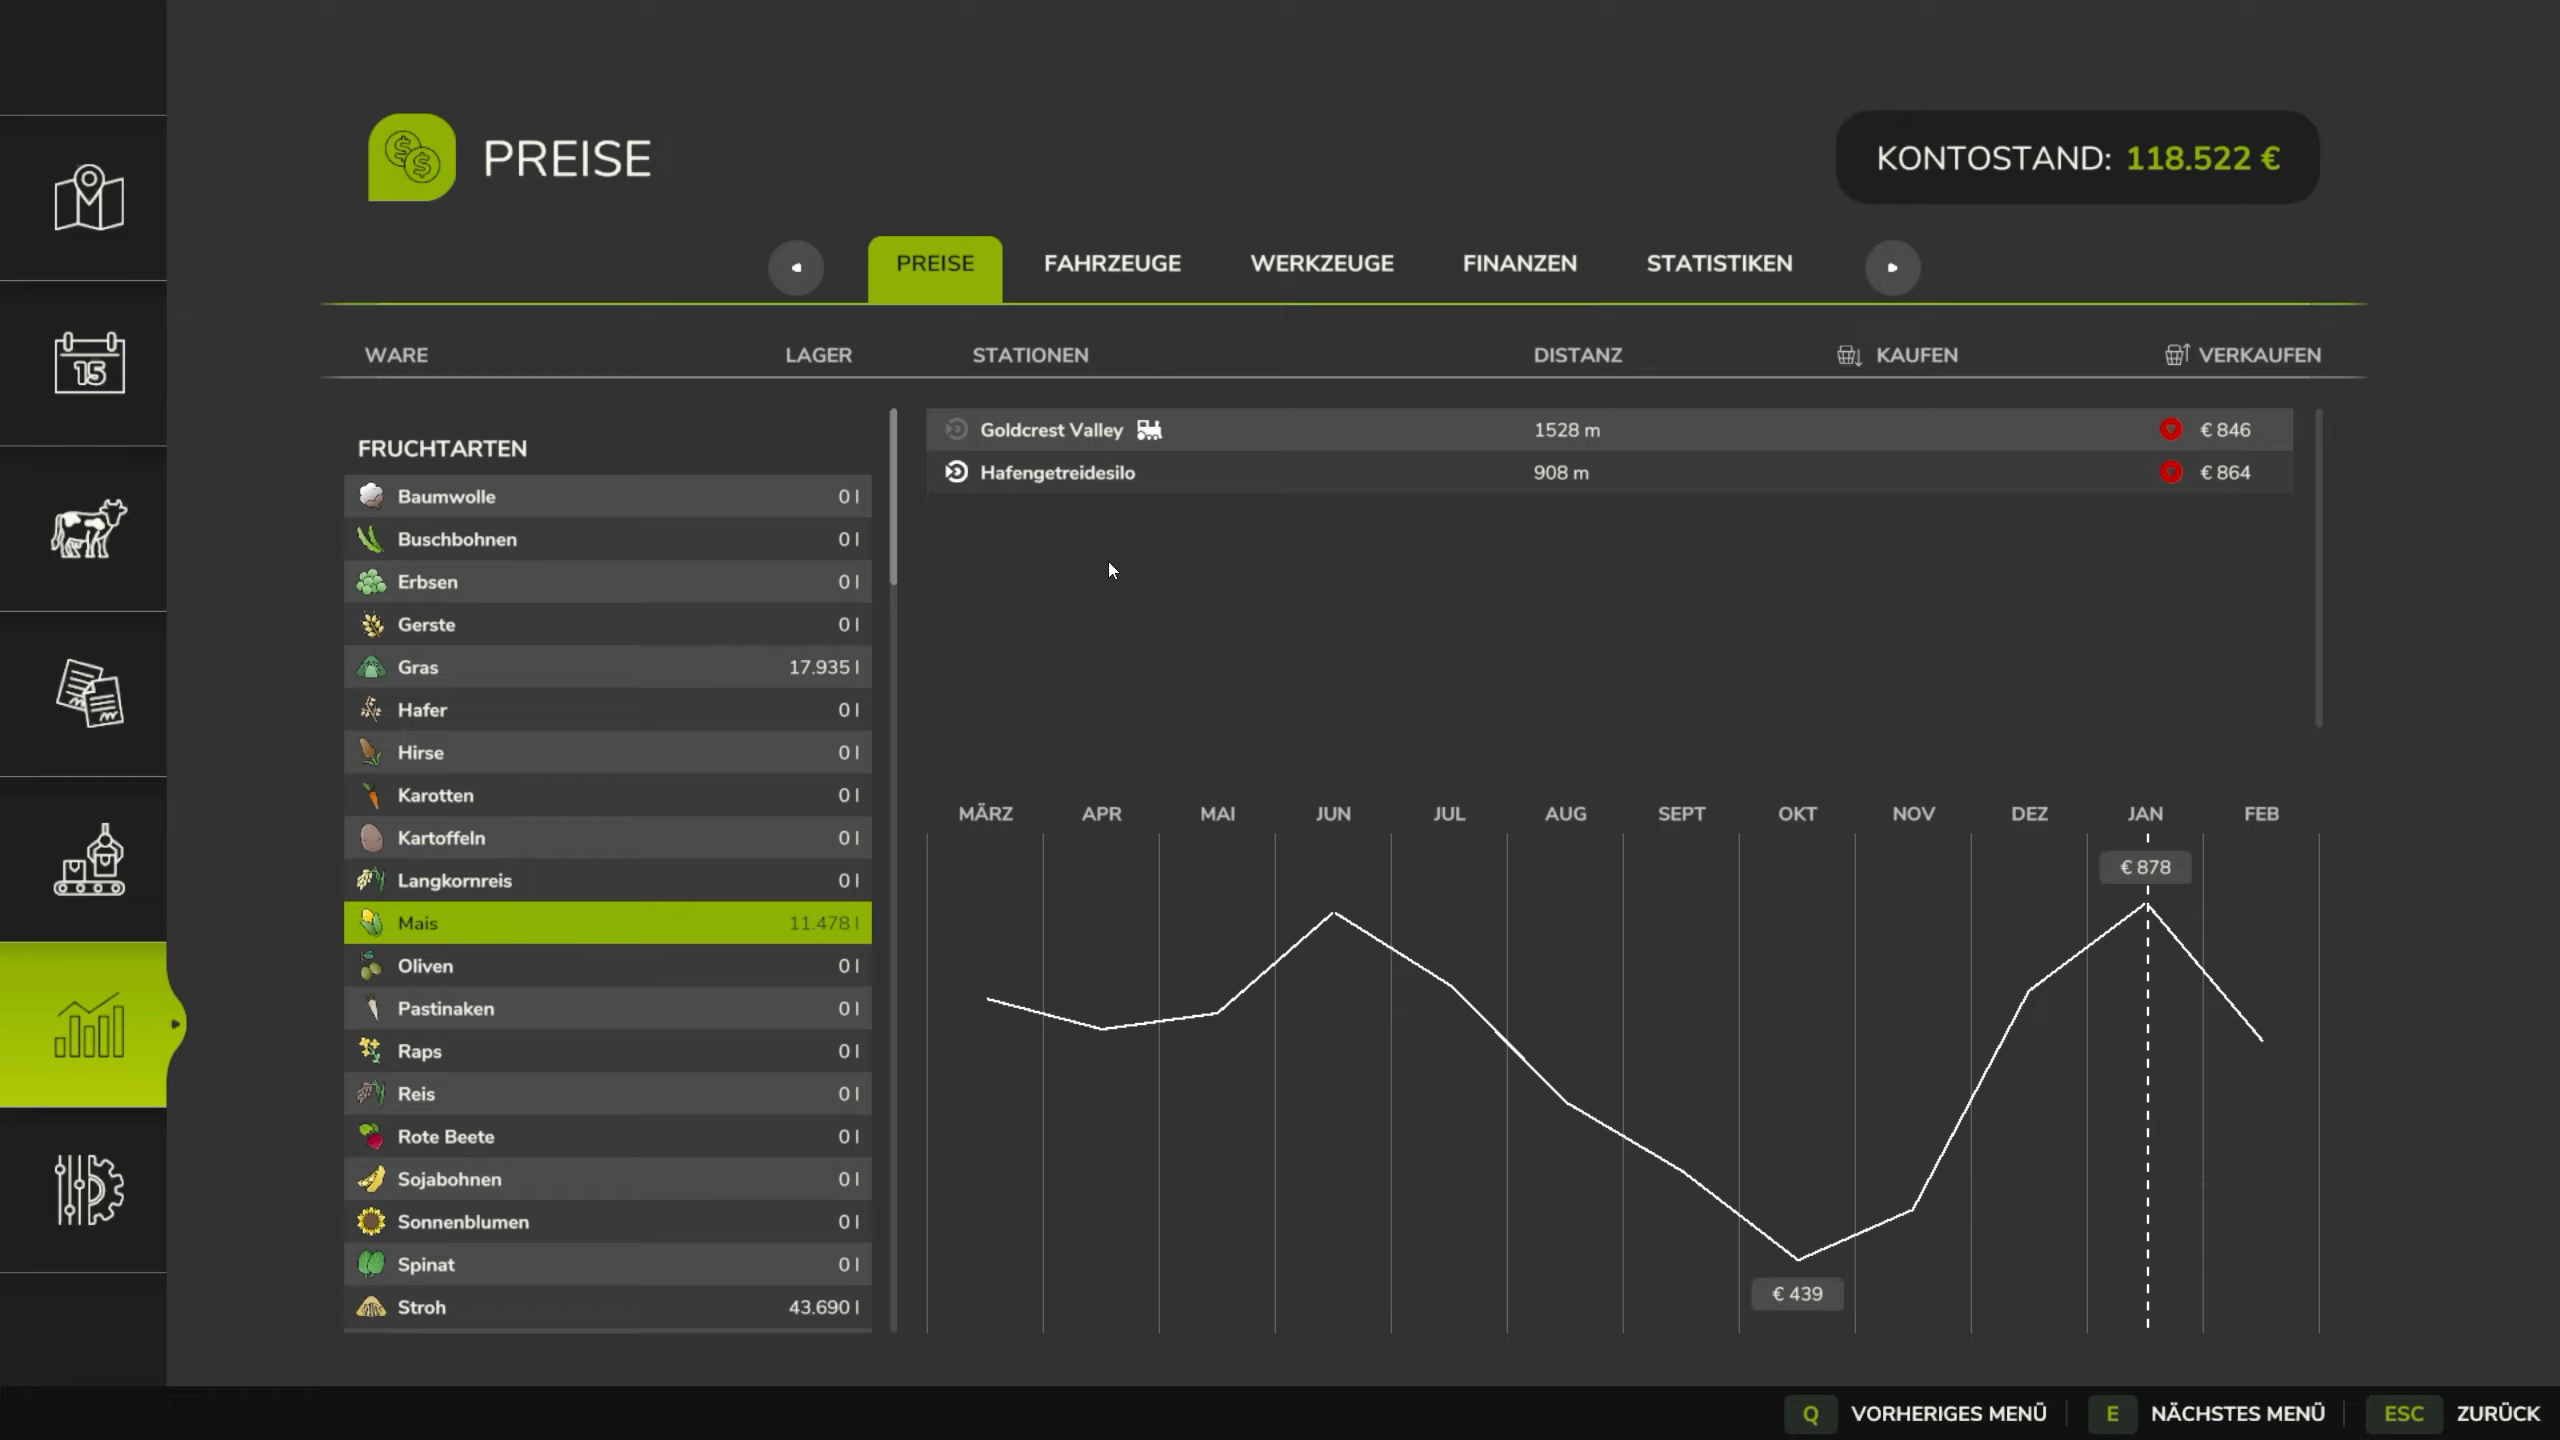 PREISE
KONTOSTAND: 118.522 €
PREISE FAHRZEUGE WERKZEUGE FINANZEN STATISTIKEN
WARE LAGER STATIONEN DISTANZ KAUFEN VERKAUFEN
15
Goldcrest Valley 1528 m € 846
Hafengetreidesilo 908 m € 864
FRUCHTARTEN
Baumwolle 0 l
Buschbohnen 0 l
Erbsen 0 l
Gerste 0 l
Gras 17.935 l
Hafer 0 l
Hirse 0 l
Karotten 0 l
Kartoffeln 0 l
Langkornreis 0 l
Mais 11.478 l
Oliven 0 l
Pastinaken 0 l
Raps 0 l
Reis 0 l
Rote Beete 0 l
Sojabohnen 0 l
Sonnenblumen 0 l
Spinat 0 l
Stroh 43.690 l
MÄRZ APR MAI JUN JUL AUG SEPT OKT NOV DEZ JAN FEB
€ 878
€ 439
Q VORHERIGES MENÜ E NÄCHSTES MENÜ ESC ZURÜCK